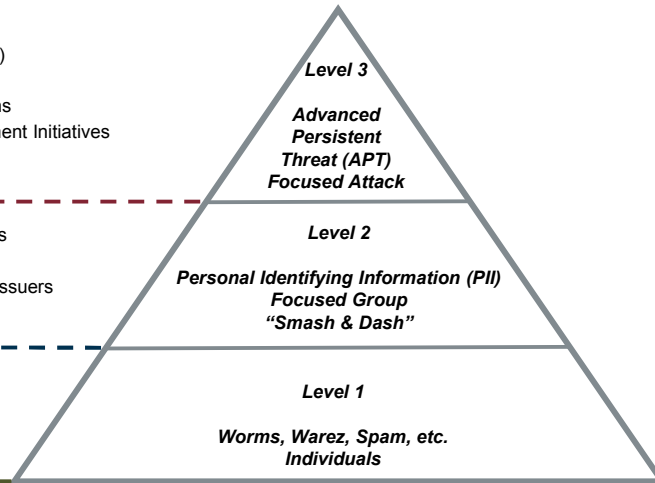 )
Level 3
ns
ent Initiatives
Advanced
Persistent
Threat (APT)
Focused Attack
s
Level 2
ssuers
Personal Identifying Information (PII)
Focused Group
“Smash & Dash”
Level 1
Worms, Warez, Spam, etc.
Individuals